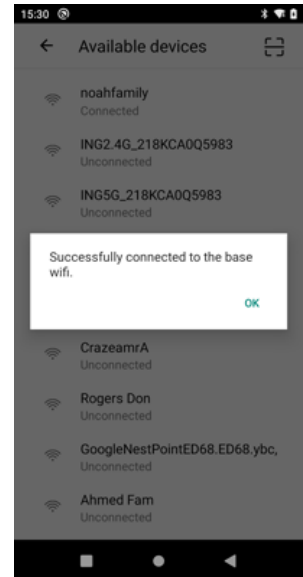 15:30
Available devices
noahfamily
Connected
ING2.4G_218KCA0Q5983
Unconnected
ING5G_218KCA0Q5983
Unconnected
Successfully connected to the base
wifi.
OK
CrazeamrA
Unconnected
Rogers Don
Unconnected
GoogleNestPointED68.ED68.ybc,
Unconnected
Ahmed Fam
Unconnected